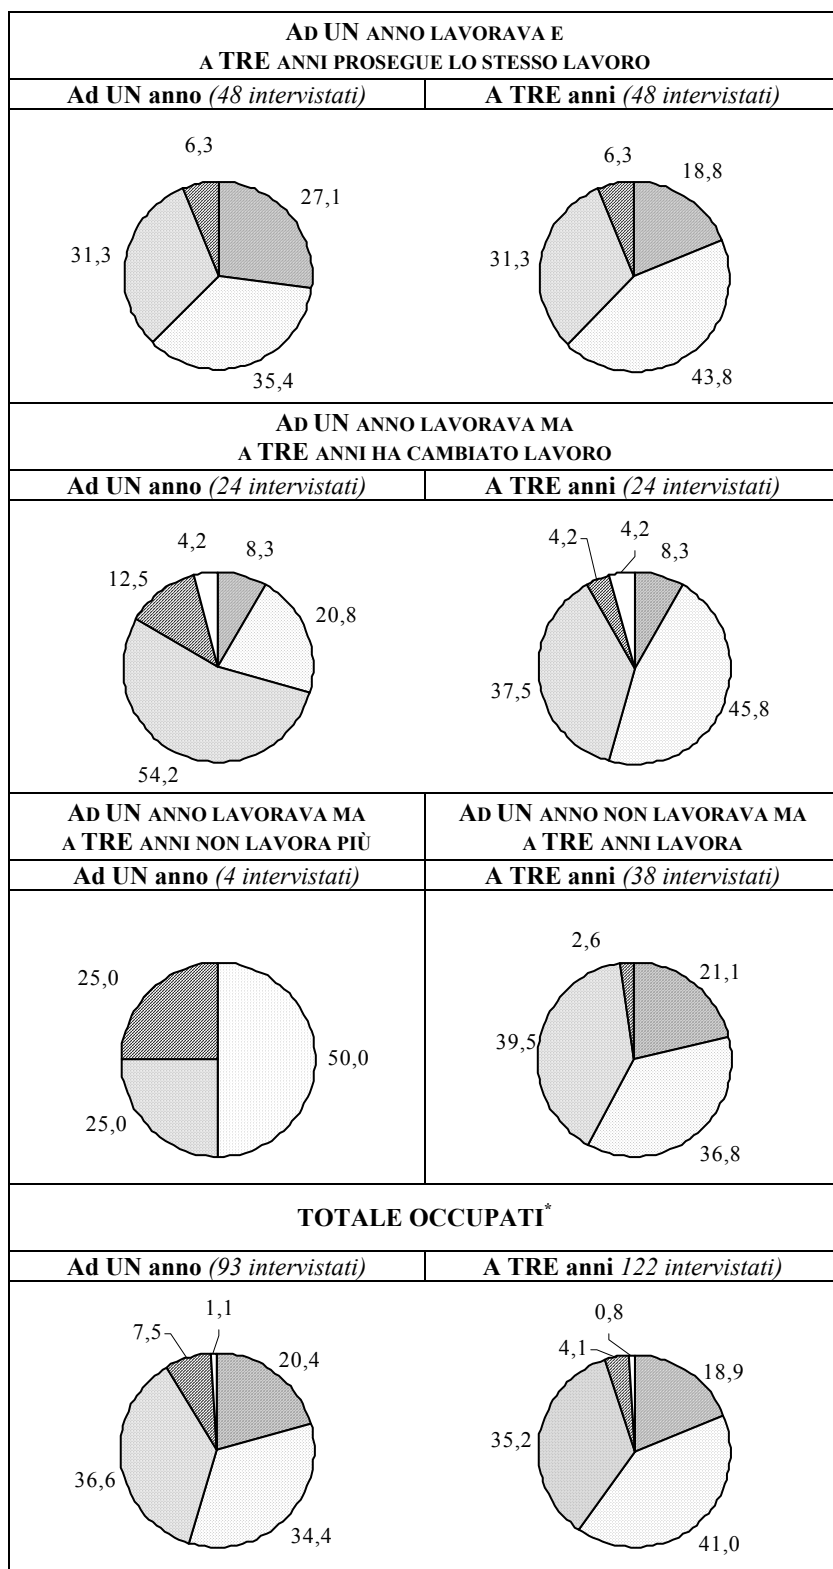 AD UN ANNO LAVORAVA E
A TRE ANNI PROSEGUE LO STESSO LAVORO
Ad UN anno (48 intervistati)
A TRE anni (48 intervistati)
6,3
27,1
31,3
35,4
6,3
18,8
31,3
43,8
AD UN ANNO LAVORAVA MA
A TRE ANNI HA CAMBIATO LAVORO
Ad UN anno (24 intervistati)
A TRE anni (24 intervistati)
4,2
8,3
12,5
20,8
54,2
4,2
4,2
8,3
37,5
45,8
AD UN ANNO LAVORAVA MA
A TRE ANNI NON LAVORA PIÙ
AD UN ANNO NON LAVORAVA MA
A TRE ANNI LAVORA
Ad UN anno (4 intervistati)
A TRE anni (38 intervistati)
25,0
50,0
25,0
2,6
21,1
39,5
36,8
TOTALE OCCUPATI*
Ad UN anno (93 intervistati)
A TRE anni 122 intervistati)
1,1
7,5
20,4
36,6
34,4
0,8
4,1
18,9
35,2
41,0